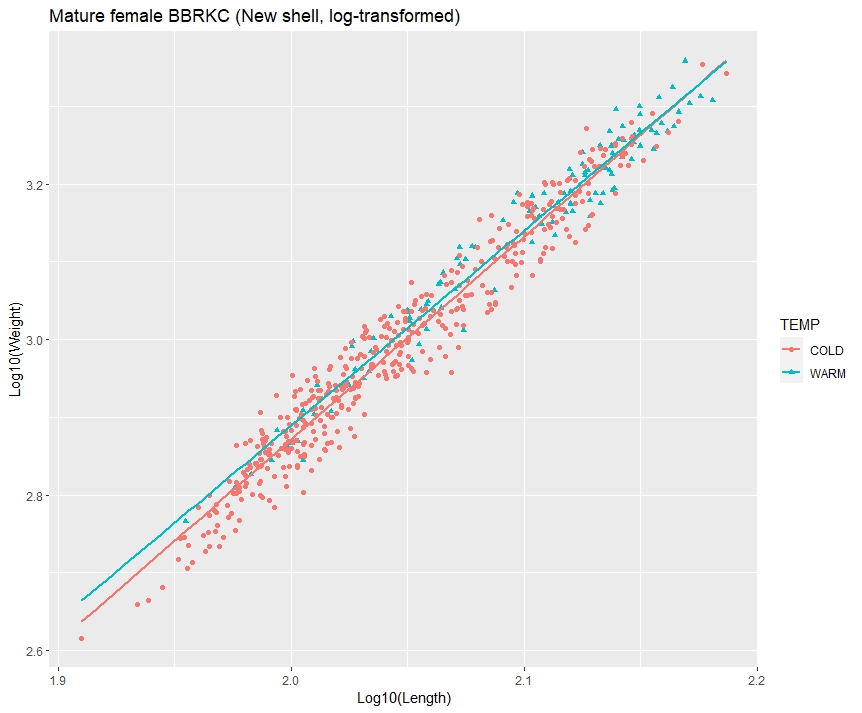 Mature female BBRKC (New shell, log-transformed)
Log10(Weight)
3.2
3.0
2.8
2.6
1.9
2.0
2.1
2.2
Log10(Length)
TEMP
COLD
WARM